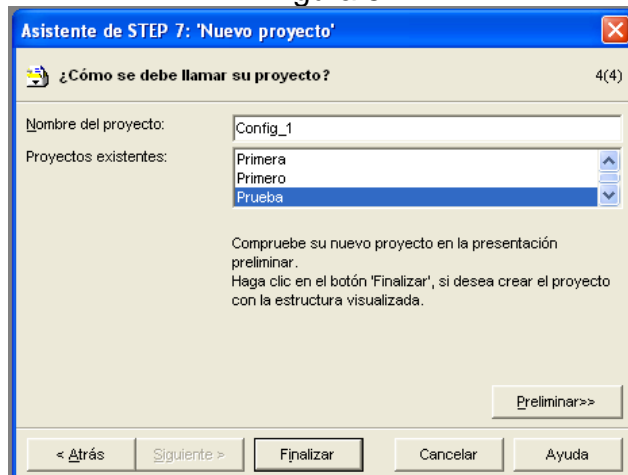 Asistente de STEP 7: 'Nuevo proyecto'
¿Cómo se debe llamar su proyecto?
4(4)
Nombre del proyecto:
Config_1
Proyectos existentes:
Primera
Primero
Prueba
Compruebe su nuevo proyecto en la presentación
preliminar.
Haga clic en el botón 'Finalizar', si desea crear el proyecto
con la estructura visualizada.
Preliminar>>
< Atrás
Siguiente >
Finalizar
Cancelar
Ayuda